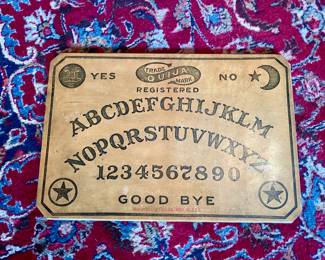 YES TRADE OUIJA MARK NO
REGISTERED
ABCDEFGHIJKLM
NOPQRSTUVWXYZ
1234567890
GOOD BYE